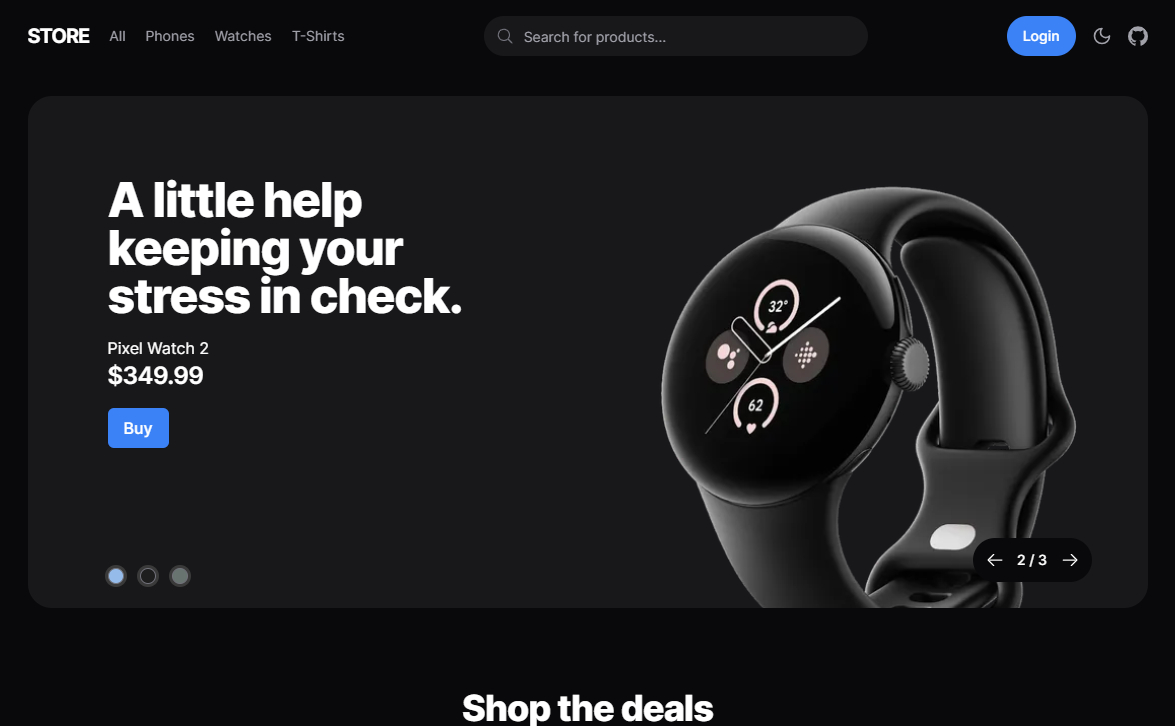 STORE All Phones Watches T-Shirts Search for products... Login
A little help
keeping your
stress in check.
32°
62
Pixel Watch 2
$349.99
Buy
2 / 3
Shop the deals